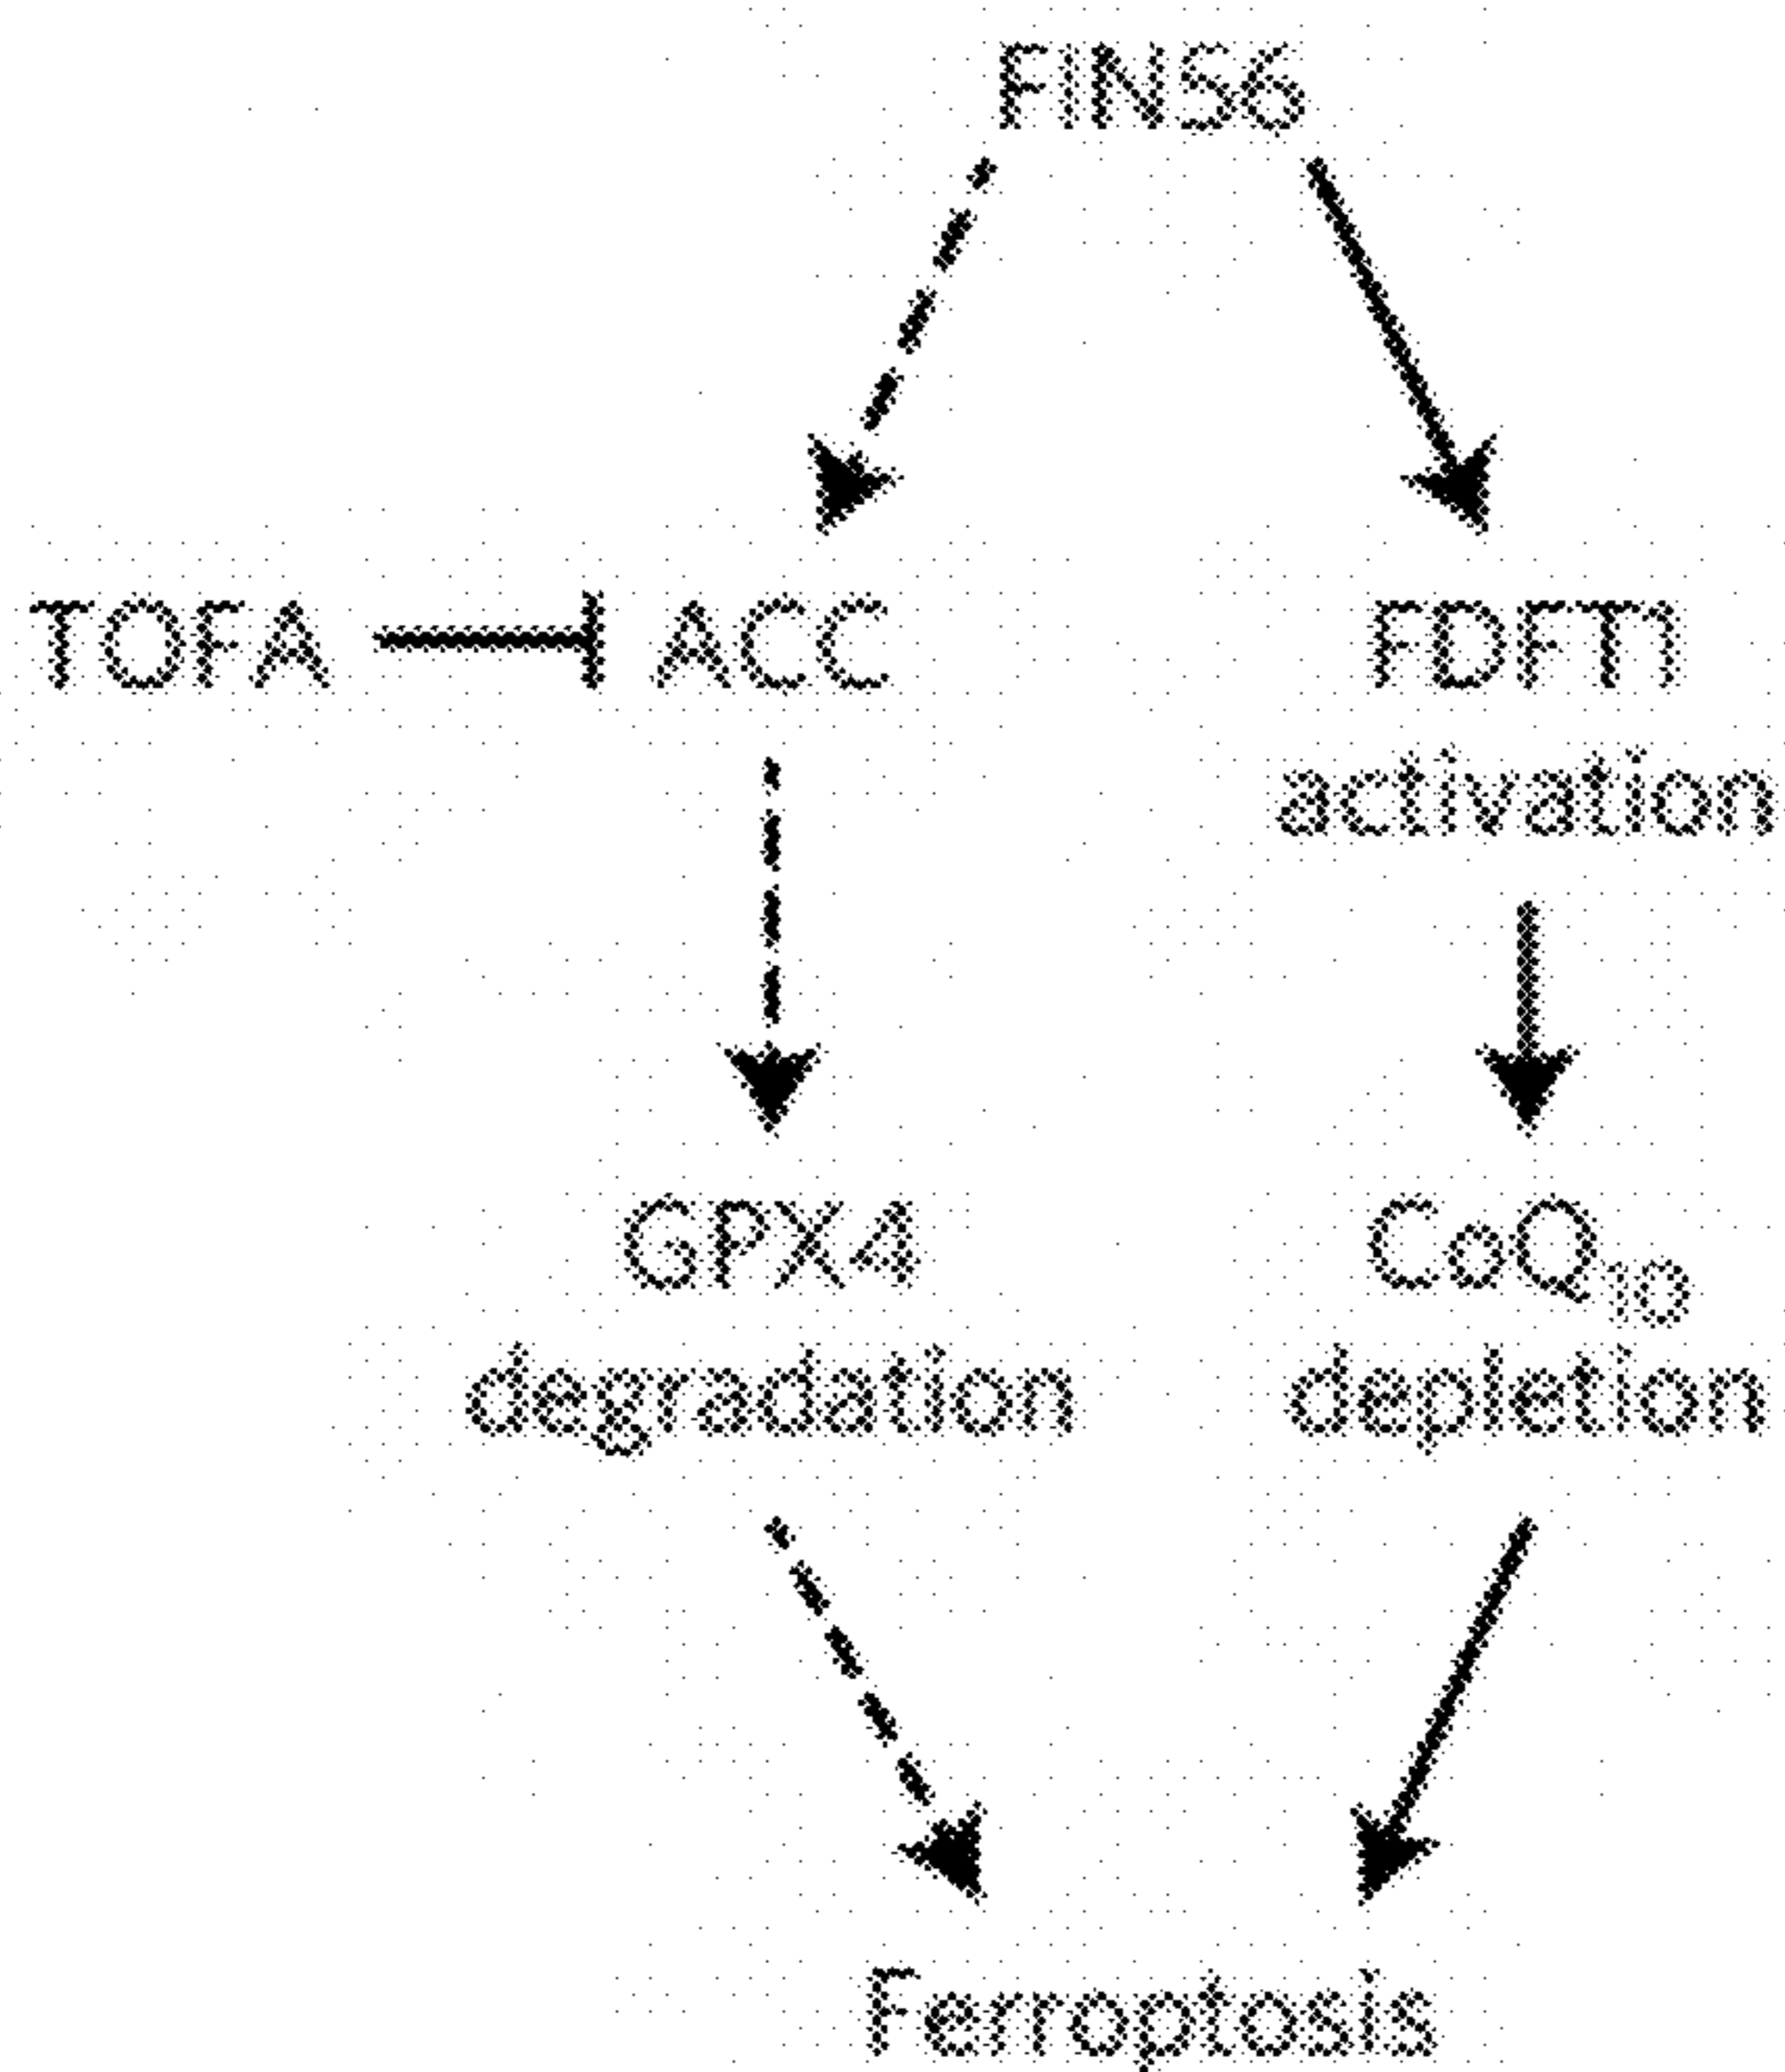 FIN56
TOFA ACC FDFT1
activation
GPX4 CoQ10
degradation depletion
Ferroptosis